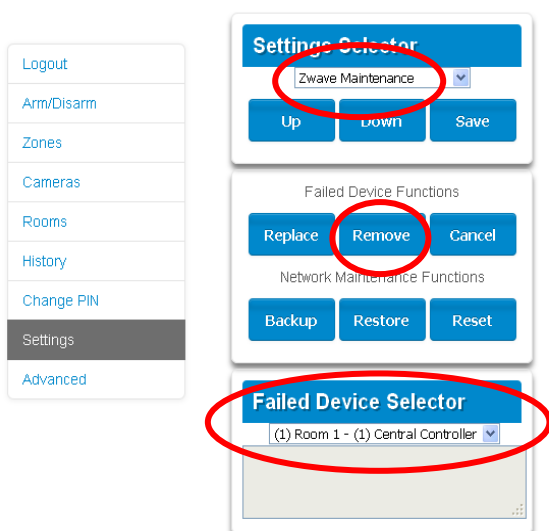 Logout
Arm/Disarm
Zones
Cameras
Rooms
History
Change PIN
Settings
Advanced
Settings Selector
Zwave Maintenance
Up Down Save
Failed Device Functions
Replace Remove Cancel
Network Maintenance Functions
Backup Restore Reset
Failed Device Selector
(1) Room 1 - (1) Central Controller